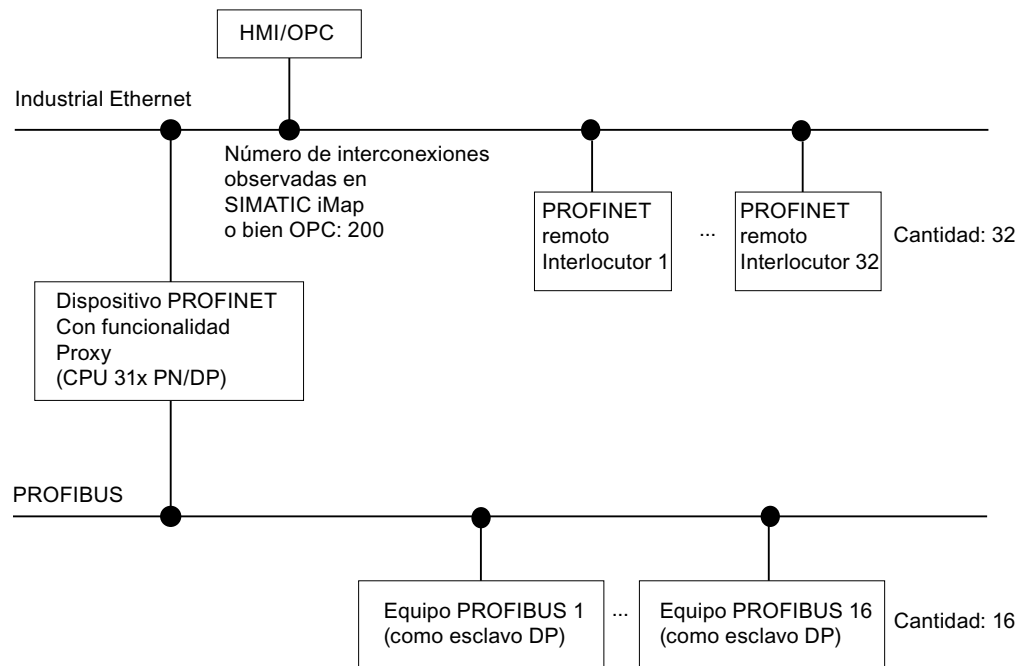 HMI/OPC
Industrial Ethernet
Número de interconexiones
observadas en
SIMATIC iMap
o bien OPC: 200
PROFINET
remoto
Interlocutor 1
...
PROFINET
remoto
Interlocutor 32
Cantidad: 32
Dispositivo PROFINET
Con funcionalidad
Proxy
(CPU 31x PN/DP)
PROFIBUS
Equipo PROFIBUS 1
(como esclavo DP)
...
Equipo PROFIBUS 16
(como esclavo DP)
Cantidad: 16